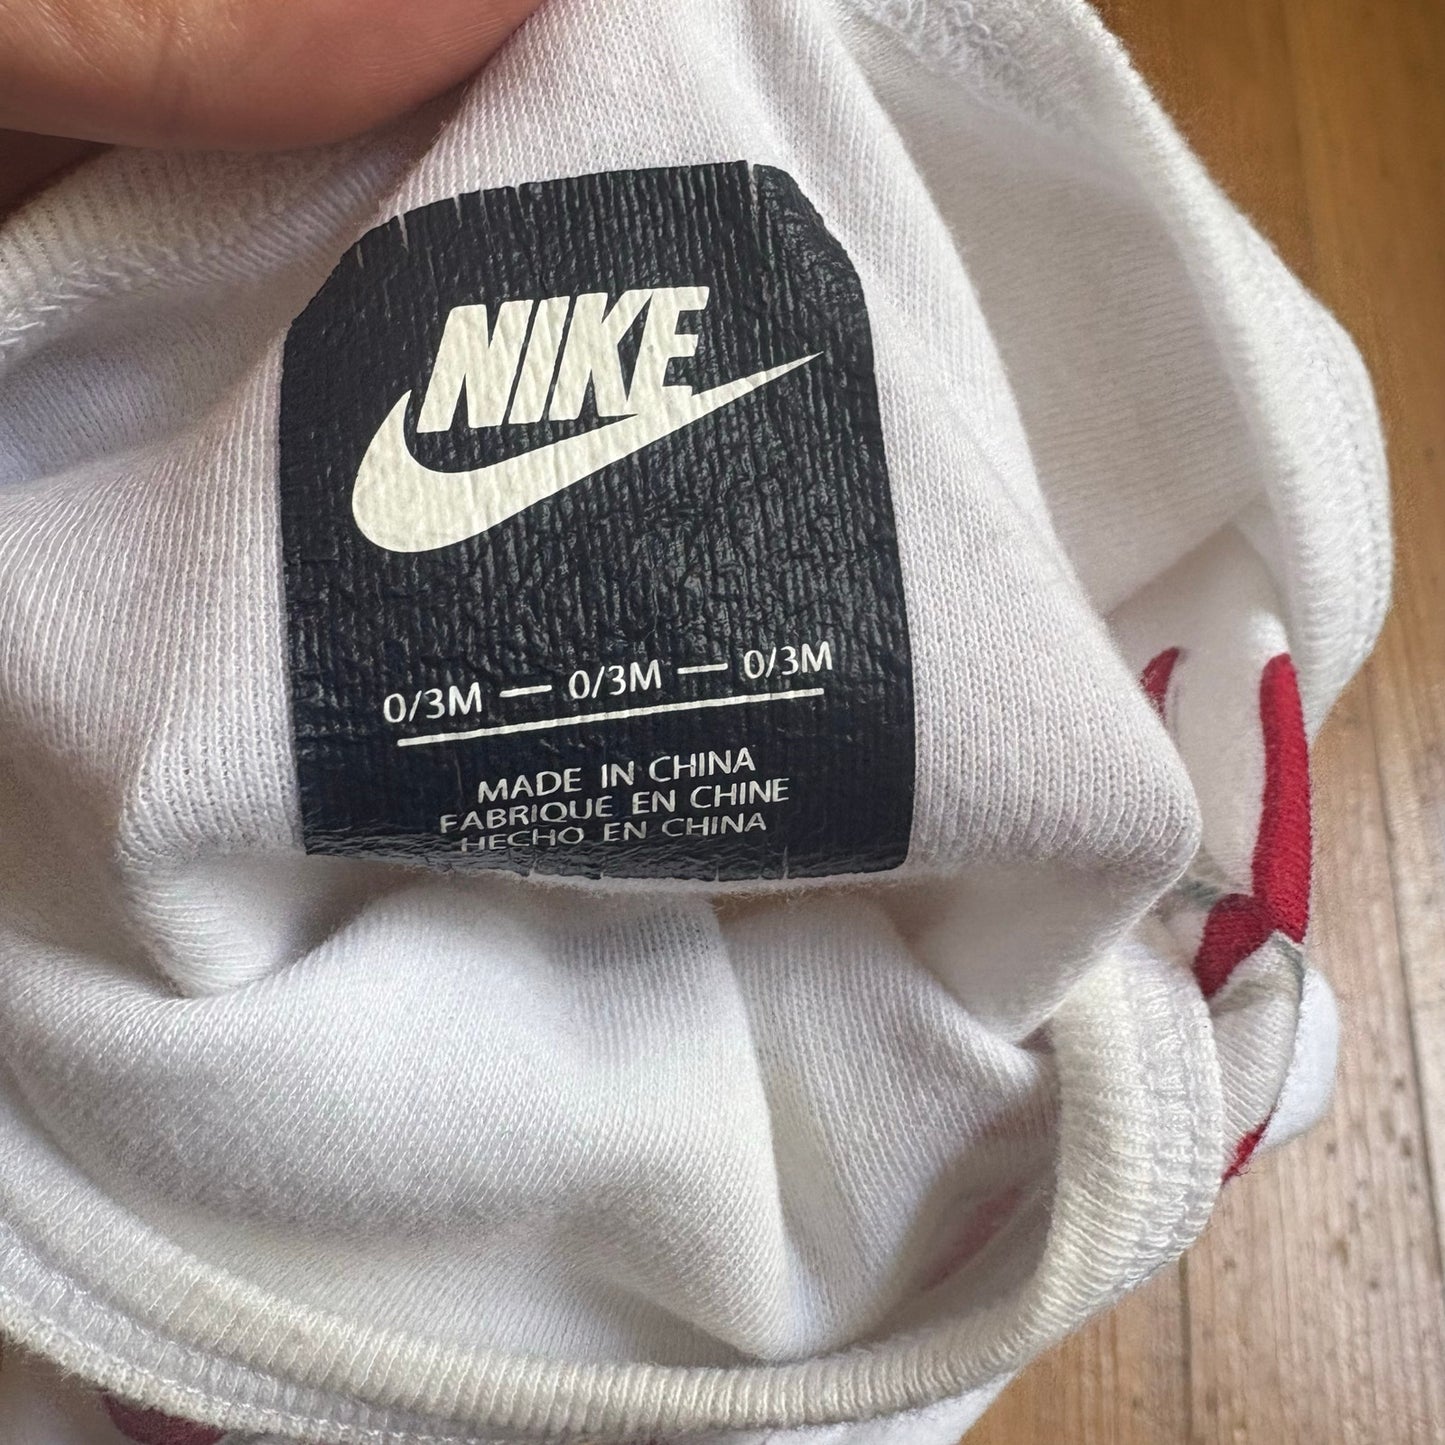 NIKE
0/3M — 0/3M — 0/3M
MADE IN CHINA
FABRIQUE EN CHINE
HECHO EN CHINA